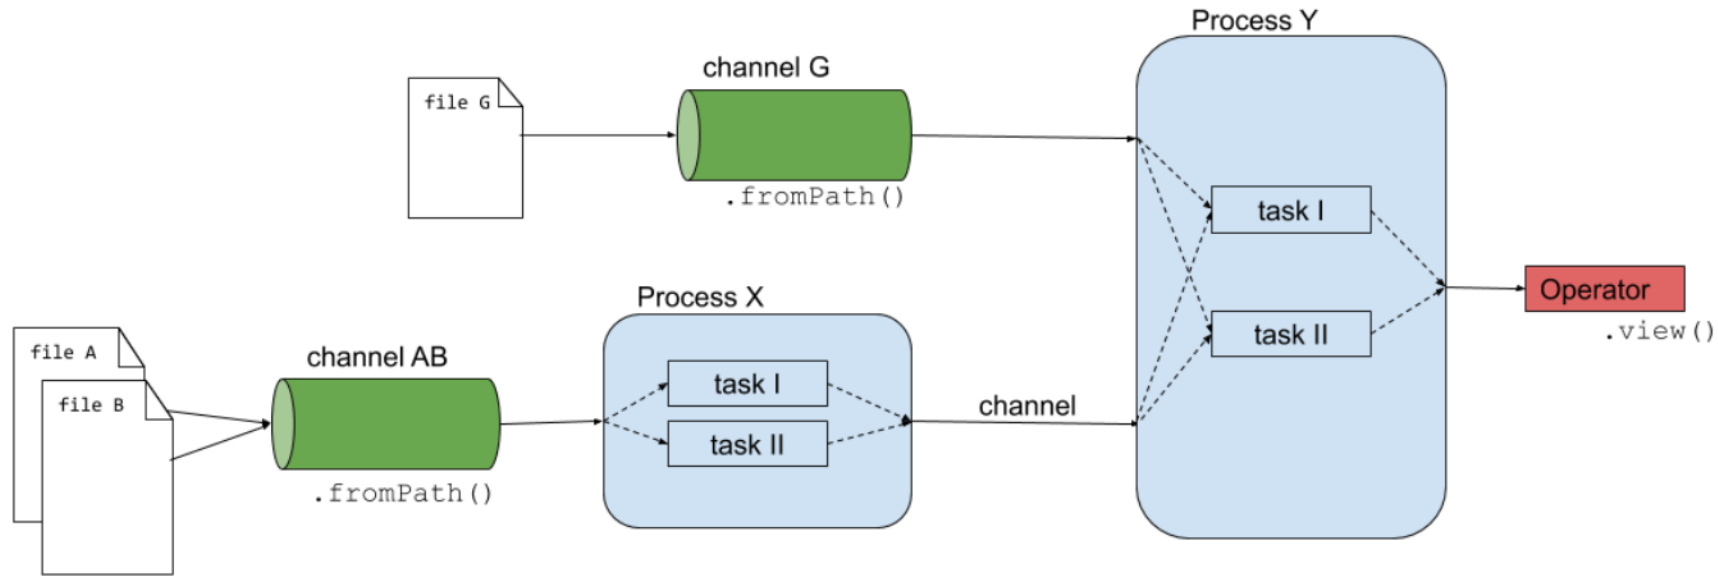 Process Y
channel G
file G
.fromPath()
task I
Process X
Operator
task II
.view()
file A
channel AB
file B
task I
channel
task II
.fromPath()